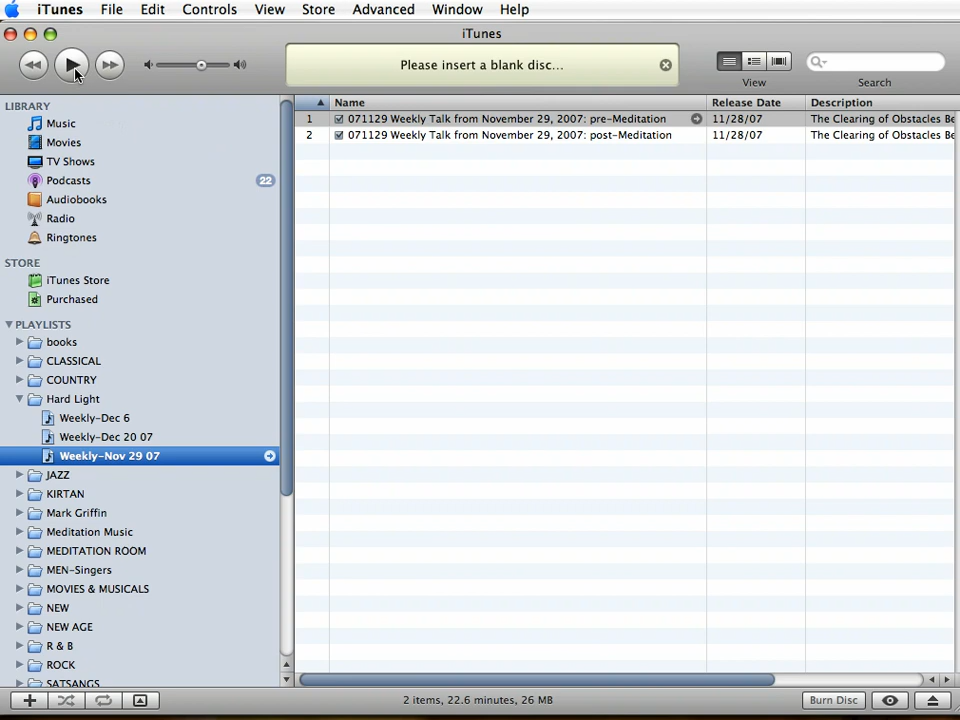 iTunes File Edit Controls View Store Advanced Window Help
iTunes
Please insert a blank disc...
View
Search
LIBRARY
Music
Movies
TV Shows
Podcasts 22
Audiobooks
Radio
Ringtones
STORE
iTunes Store
Purchased
PLAYLISTS
books
CLASSICAL
COUNTRY
Hard Light
Weekly-Dec 6
Weekly-Dec 20 07
Weekly-Nov 29 07
JAZZ
KIRTAN
Mark Griffin
Meditation Music
MEDITATION ROOM
MEN-Singers
MOVIES & MUSICALS
NEW
NEW AGE
R & B
ROCK
SATSANGS
Name Release Date Description
1 071129 Weekly Talk from November 29, 2007: pre-Meditation 11/28/07 The Clearing of Obstacles Be
2 071129 Weekly Talk from November 29, 2007: post-Meditation 11/28/07 The Clearing of Obstacles Be
2 items, 22.6 minutes, 26 MB
Burn Disc